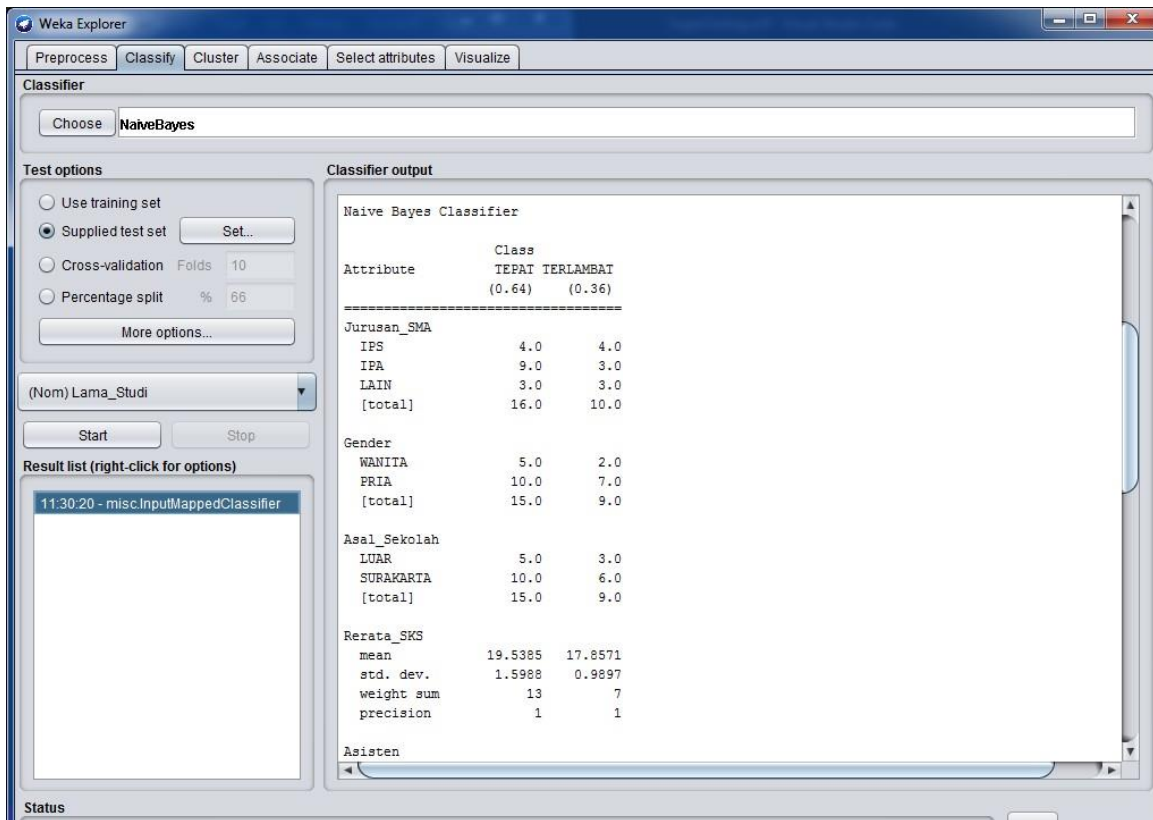 Weka Explorer
Preprocess Classify Cluster Associate Select attributes Visualize
Classifier
Choose NaiveBayes
Test options
Use training set
Supplied test set Set...
Cross-validation Folds 10
Percentage split % 66
More options...
(Nom) Lama_Studi
Start Stop
Result list (right-click for options)
11:30:20 - misc.InputMappedClassifier
Classifier output
Naive Bayes Classifier
Class
Attribute TEPAT TERLAMBAT
(0.64) (0.36)
====================================
Jurusan_SMA
IPS 4.0 4.0
IPA 9.0 3.0
LAIN 3.0 3.0
[total] 16.0 10.0
Gender
WANITA 5.0 2.0
PRIA 10.0 7.0
[total] 15.0 9.0
Asal_Sekolah
LUAR 5.0 3.0
SURAKARTA 10.0 6.0
[total] 15.0 9.0
Rerata_SKS
mean 19.5385 17.8571
std. dev. 1.5988 0.9897
weight sum 13 7
precision 1 1
Asisten
Status